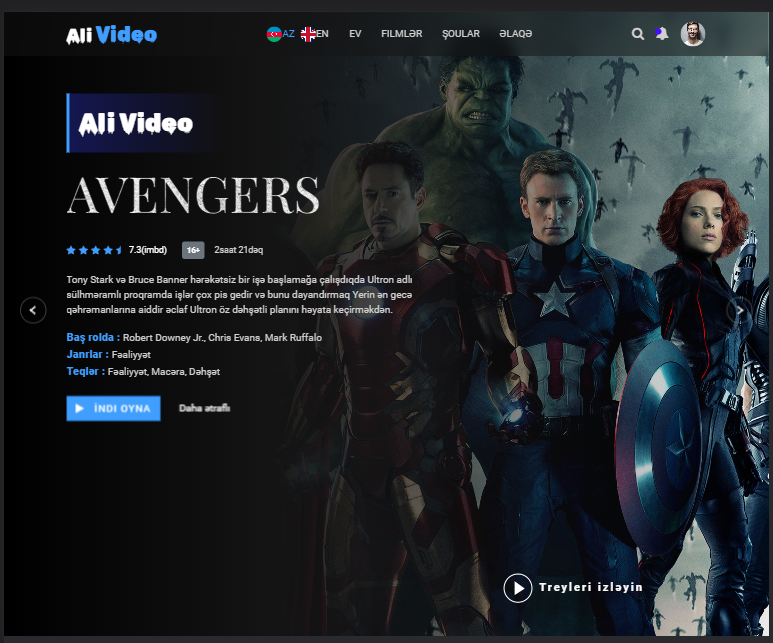 Ali Video
AZ EN EV FILMLƏR ŞOULAR ƏLAQƏ
Ali Video
AVENGERS
7.3(imbd) 16+ 2saat 21dəq
Tony Stark və Bruce Banner hərəkətsiz bir işə başlamağa çalışdıqda Ultron adlı
sülhməramlı proqramda işlər çox pis gedir və bunu dayandırmaq Yerin ən gecə
qəhrəmanlarına aiddir əclaf Ultron öz dəhşətli planını həyata keçirməkdən.
Baş rolda : Robert Downey Jr., Chris Evans, Mark Ruffalo
Janrlar : Fəaliyyət
Teqlər : Fəaliyyət, Macəra, Dəhşət
İNDI OYNA Daha ətraflı
Treyleri izləyin